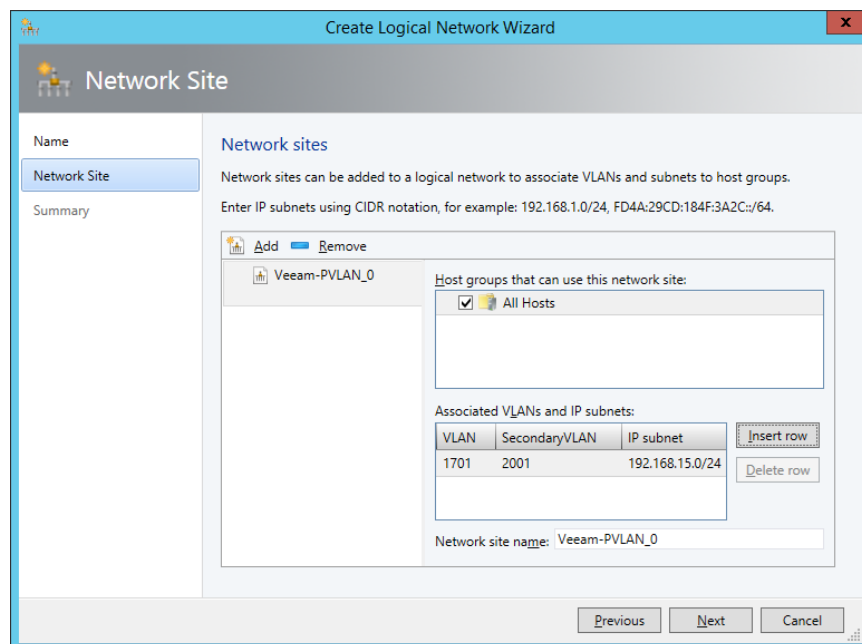 Create Logical Network Wizard
x
Network Site
Name
Network Site
Summary
Network sites
Network sites can be added to a logical network to associate VLANs and subnets to host groups.
Enter IP subnets using CIDR notation, for example: 192.168.1.0/24, FD4A:29CD:184F:3A2C::/64.
Add Remove
Veeam-PVLAN_0
Host groups that can use this network site:
All Hosts
Associated VLANs and IP subnets:
VLAN SecondaryVLAN IP subnet
1701 2001 192.168.15.0/24
Insert row
Delete row
Network site name: Veeam-PVLAN_0
Previous Next Cancel